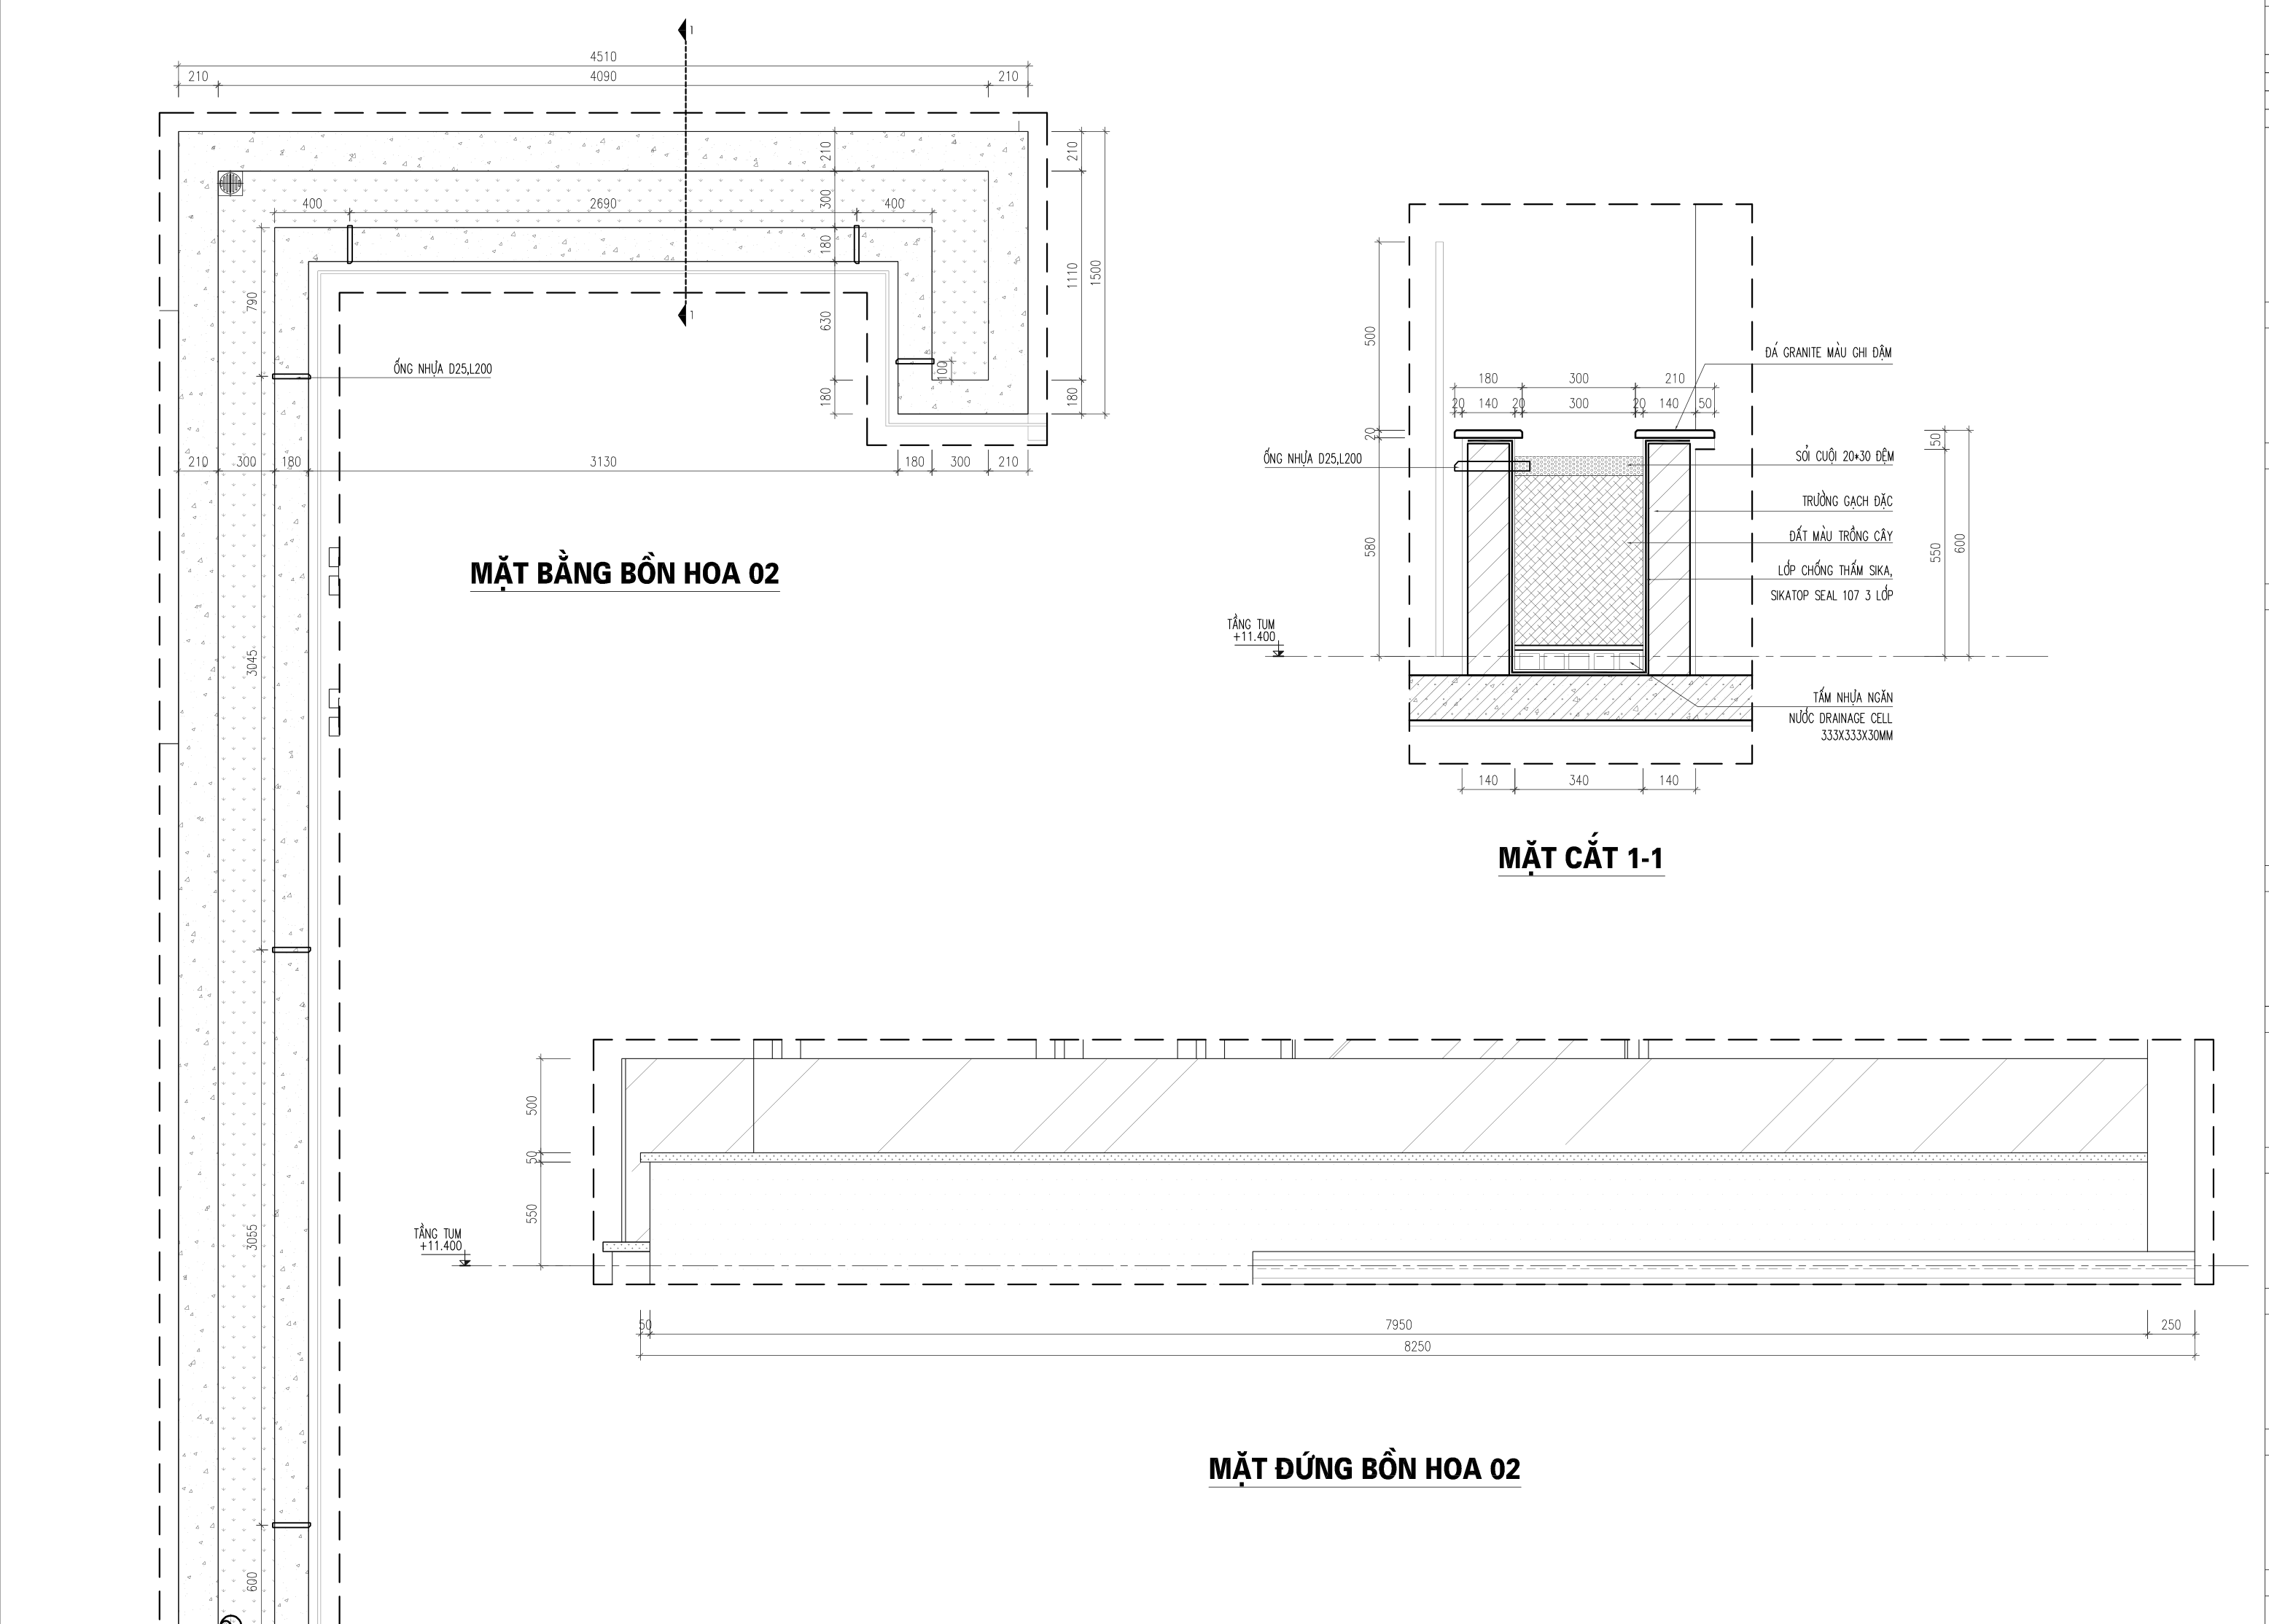 1
4510
210 4090 210
210
300
400 2690 400
180
790
630
100
180
210
1110
1500
180
1
ỐNG NHỰA D25,L200
210 300 180 3130 180 300 210
MẶT BẰNG BỒN HOA 02
3045
3055
600
500
20
580
180 300 210
20 140 20 300 20 140 50
ĐÁ GRANITE MÀU GHI ĐẬM
ỐNG NHỰA D25,L200
SỎI CUỘI 20*30 ĐỆM
TRƯỜNG GẠCH ĐẶC
ĐẤT MÀU TRỒNG CÂY
LỚP CHỐNG THẤM SIKA,
SIKATOP SEAL 107 3 LỚP
50
550
600
TẦNG TUM
+11.400
TẤM NHỰA NGĂN
NƯỚC DRAINAGE CELL
333X333X30MM
140 340 140
MẶT CẮT 1-1
500
50
550
TẦNG TUM
+11.400
50 7950 250
8250
MẶT ĐỨNG BỒN HOA 02